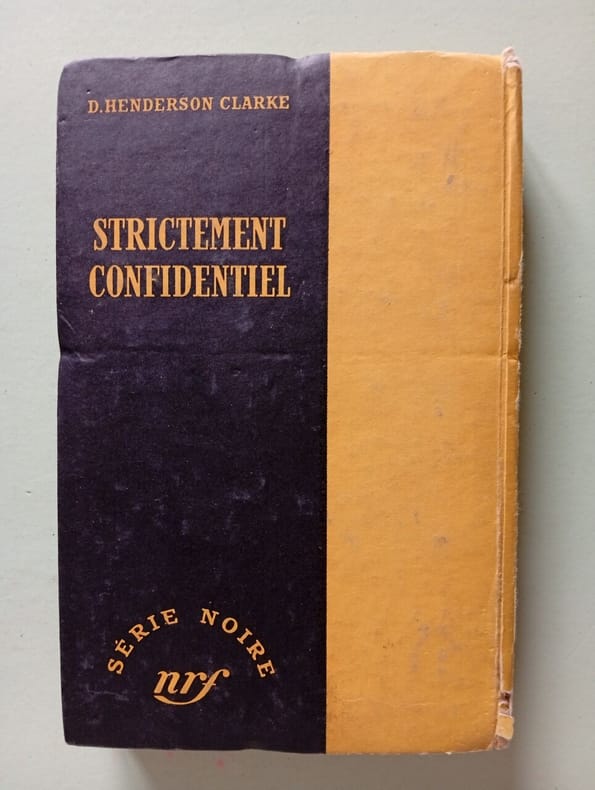 D.HENDERSON CLARKE
STRICTEMENT
CONFIDENTIEL
SÉRIE NOIRE
nrf